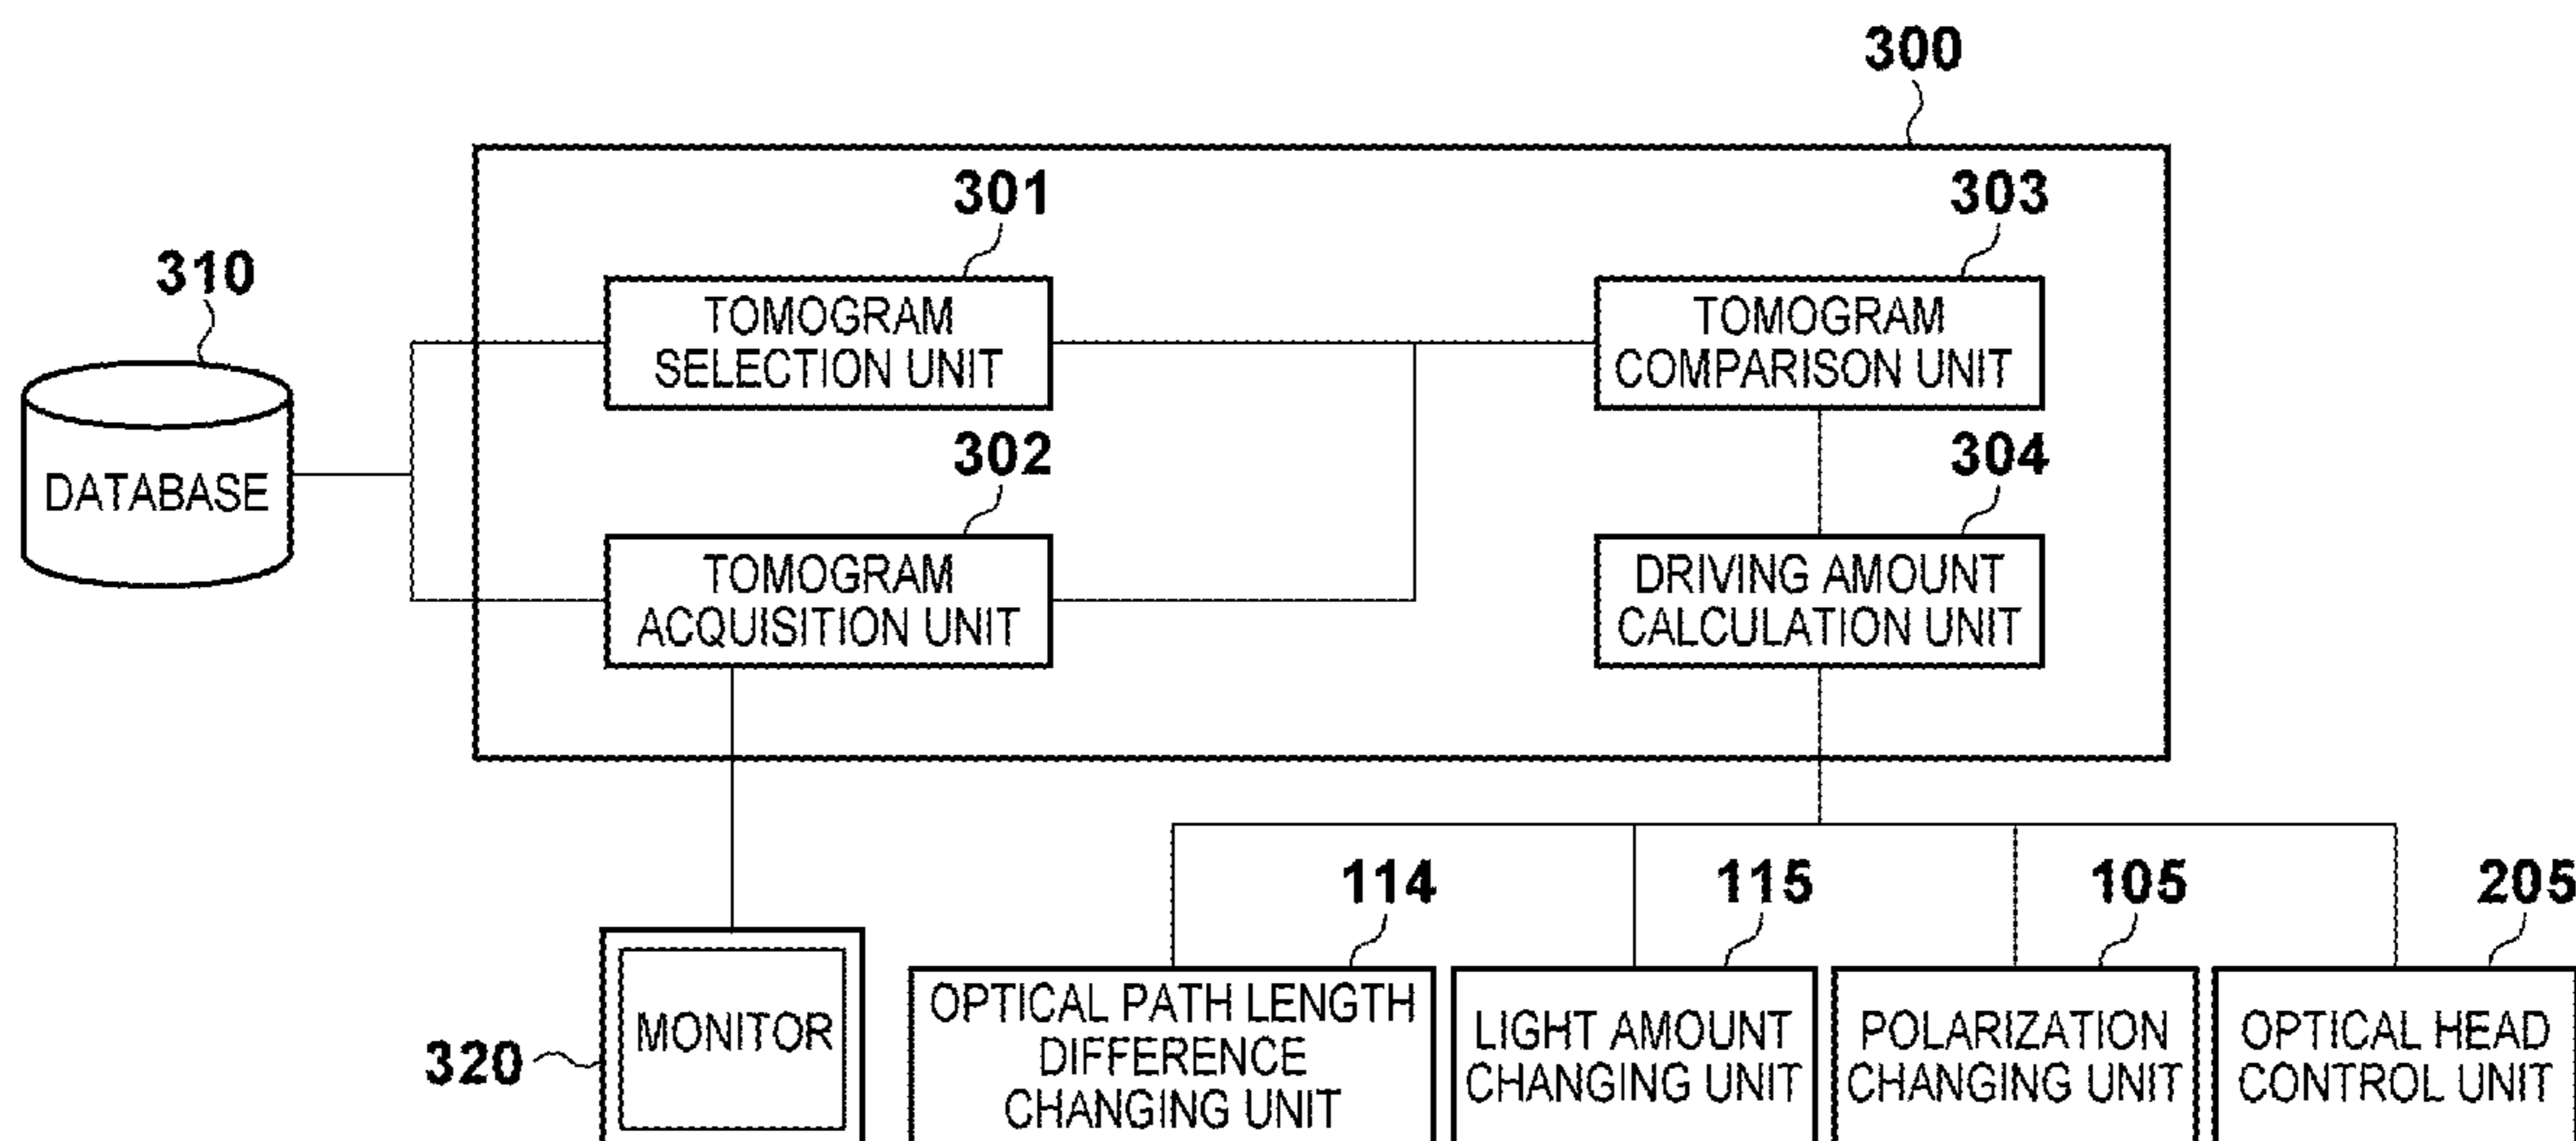 300
301
303
310
TOMOGRAM
SELECTION UNIT
TOMOGRAM
COMPARISON UNIT
302
304
DATABASE
TOMOGRAM
ACQUISITION UNIT
DRIVING AMOUNT
CALCULATION UNIT
114
115
105
205
320
MONITOR
OPTICAL PATH LENGTH
DIFFERENCE
CHANGING UNIT
LIGHT AMOUNT
CHANGING UNIT
POLARIZATION
CHANGING UNIT
OPTICAL HEAD
CONTROL UNIT